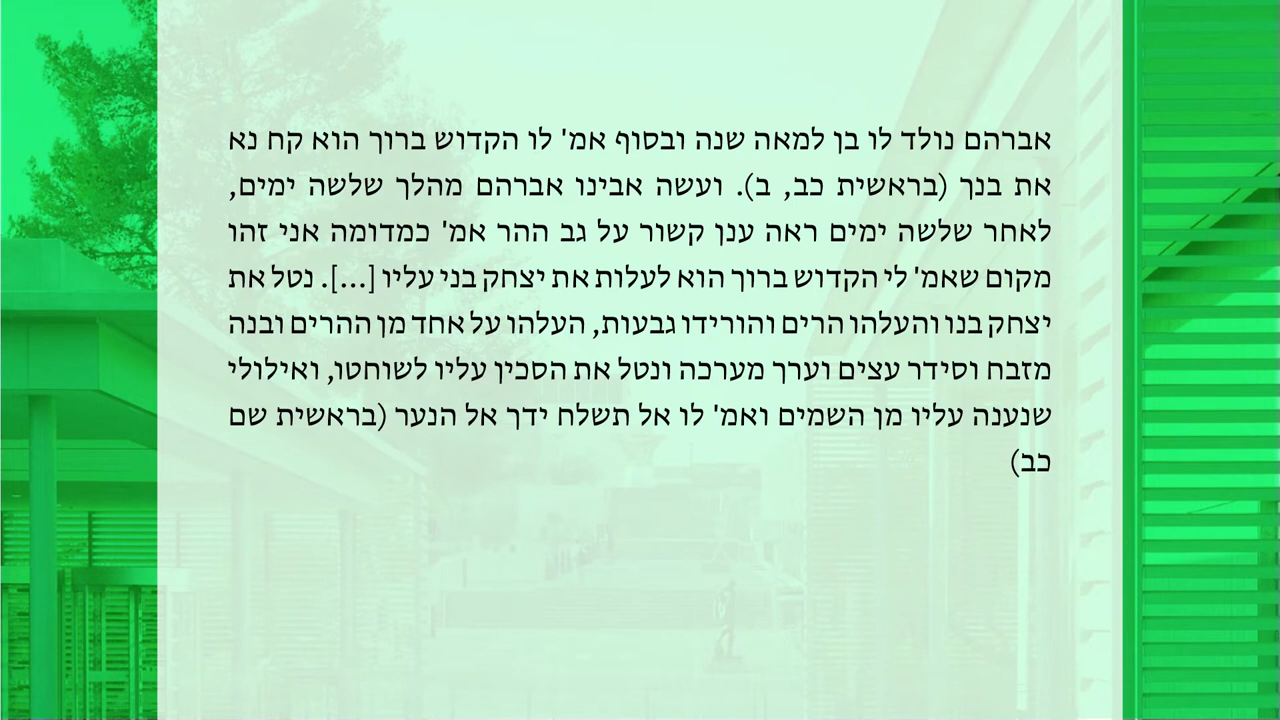 אברהם נולד לו בן למאה שנה ובסוף אמ' לו הקדוש ברוך הוא קח נא
את בנך (בראשית כב, ב). ועשה אבינו אברהם מהלך שלשה ימים,
לאחר שלשה ימים ראה ענן קשור על גב ההר אמ' כמדומה אני זהו
מקום שאמ' לי הקדוש ברוך הוא לעלות את יצחק בני עליו [...]. נטל את
יצחק בנו והעלהו הרים והורידו גבעות, העלהו על אחד מן ההרים ובנה
מזבח וסידר עצים וערך מערכה ונטל את הסכין עליו לשוחטו, ואילולי
שנענה עליו מן השמים ואמ' לו אל תשלח ידך אל הנער (בראשית שם
כב)